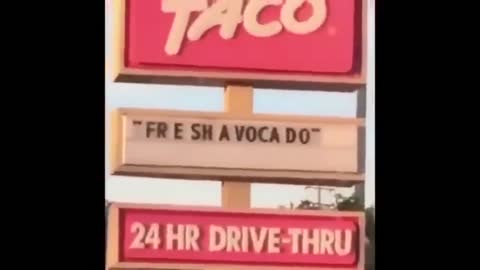 TACO
"FR E SH A VOCA DO"
24 HR DRIVE-THRU